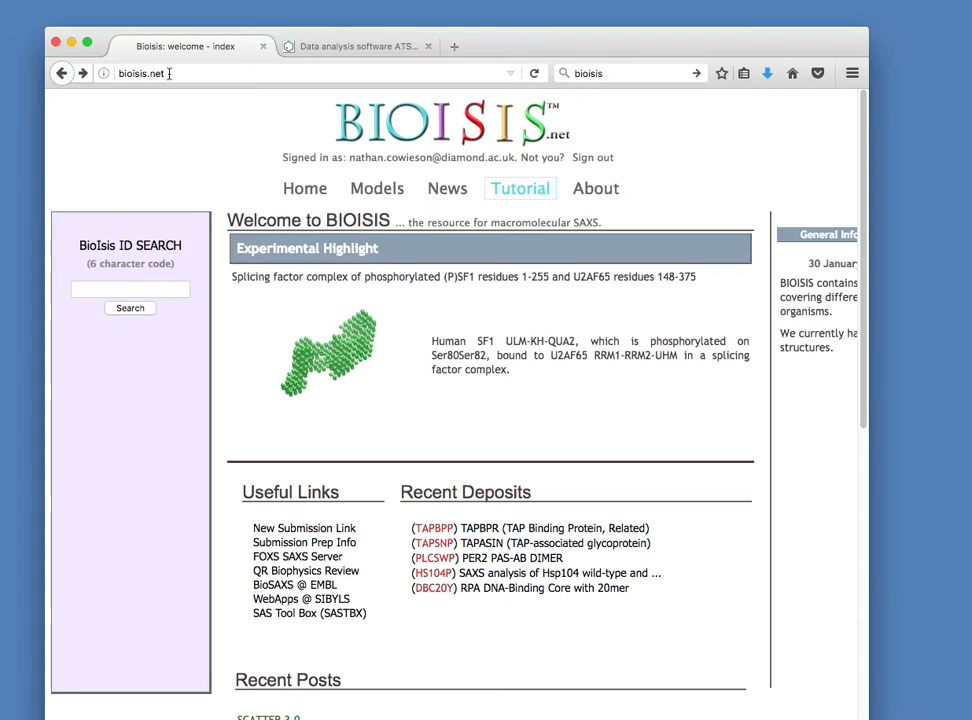 Bioisis: welcome - index
Data analysis software ATS...
bioisis.net
bioisis
BIOISIS™.net
Signed in as: nathan.cowieson@diamond.ac.uk. Not you? Sign out
Home Models News Tutorial About
BioIsis ID SEARCH
(6 character code)
Search
Welcome to BIOISIS ... the resource for macromolecular SAXS.
Experimental Highlight
Splicing factor complex of phosphorylated (P)SF1 residues 1-255 and U2AF65 residues 148-375
Human SF1 ULM-KH-QUA2, which is phosphorylated on
Ser80Ser82, bound to U2AF65 RRM1-RRM2-UHM in a splicing
factor complex.
General Info
30 January
BIOISIS contains
covering differe
organisms.
We currently ha
structures.
Useful Links
New Submission Link
Submission Prep Info
FOXS SAXS Server
QR Biophysics Review
BioSAXS @ EMBL
WebApps @ SIBYLS
SAS Tool Box (SASTBX)
Recent Deposits
(TAPBPP) TAPBPR (TAP Binding Protein, Related)
(TAPSNP) TAPASIN (TAP-associated glycoprotein)
(PLCSWP) PER2 PAS-AB DIMER
(HS104P) SAXS analysis of Hsp104 wild-type and ...
(DBC20Y) RPA DNA-Binding Core with 20mer
Recent Posts
SCATTER 3.0